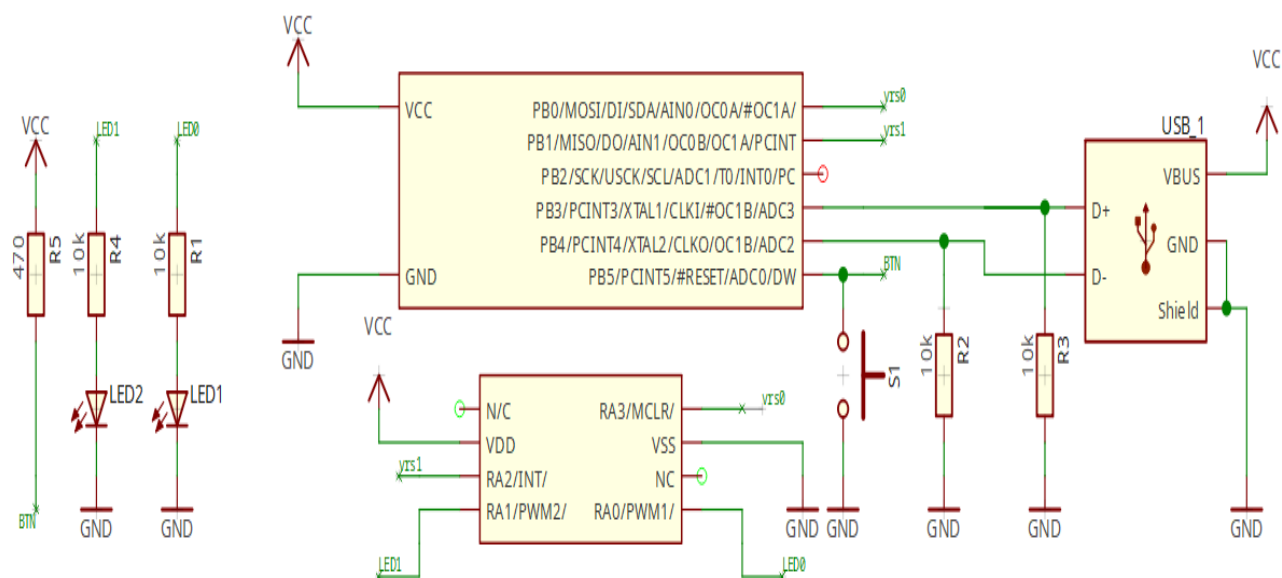 VCC
VCC
VCC
LED1
LED0
470
R5
10k
R4
10k
R1
LED2
LED1
BTN
GND
GND
VCC
GND
PB0/MOSI/DI/SDA/AIN0/OC0A/#OC1A/
PB1/MISO/DO/AIN1/OC0B/OC1A/PCINT
PB2/SCK/USCK/SCL/ADC1/T0/INT0/PC
PB3/PCINT3/XTAL1/CLKI/#OC1B/ADC3
PB4/PCINT4/XTAL2/CLKO/OC1B/ADC2
PB5/PCINT5/#RESET/ADC0/DW
yrs0
yrs1
BTN
GND
VCC
N/C
VDD
RA2/INT/
RA1/PWM2/
RA3/MCLR/
VSS
NC
RA0/PWM1/
yrs1
LED1
yrs0
LED0
GND
S1
GND
10k
R2
GND
10k
R3
GND
USB_1
VBUS
D+
GND
D-
Shield
GND